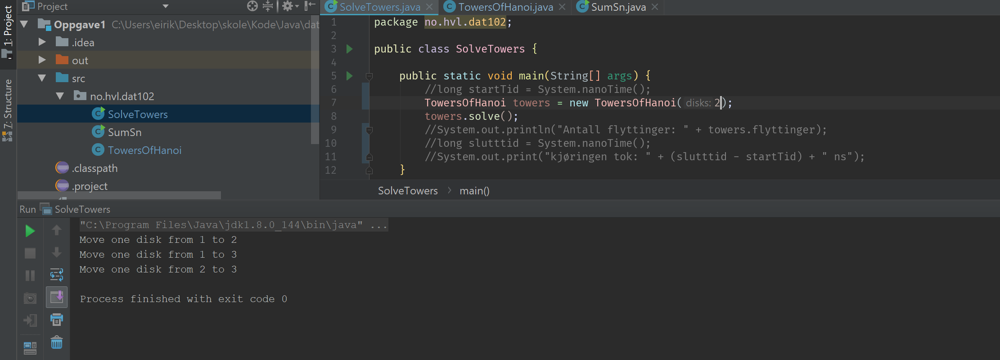 1: Project
7: Structure
Project
Oppgave1 C:\Users\eirik\Desktop\skole\Kode\Java\dat
.idea
out
src
no.hvl.dat102
SolveTowers
SumSn
TowersOfHanoi
.classpath
.project
SolveTowers.java TowersOfHanoi.java SumSn.java
1 package no.hvl.dat102;
2
3 public class SolveTowers {
4
5 public static void main(String[] args) {
6 //long startTid = System.nanoTime();
7 TowersOfHanoi towers = new TowersOfHanoi( disks: 2);
8 towers.solve();
9 //System.out.println("Antall flyttinger: " + towers.flyttinger);
10 //long slutttid = System.nanoTime();
11 //System.out.print("kjøringen tok: " + (slutttid - startTid) + " ns");
12 }
SolveTowers > main()
Run SolveTowers
"C:\Program Files\Java\jdk1.8.0_144\bin\java" ...
Move one disk from 1 to 2
Move one disk from 1 to 3
Move one disk from 2 to 3
Process finished with exit code 0